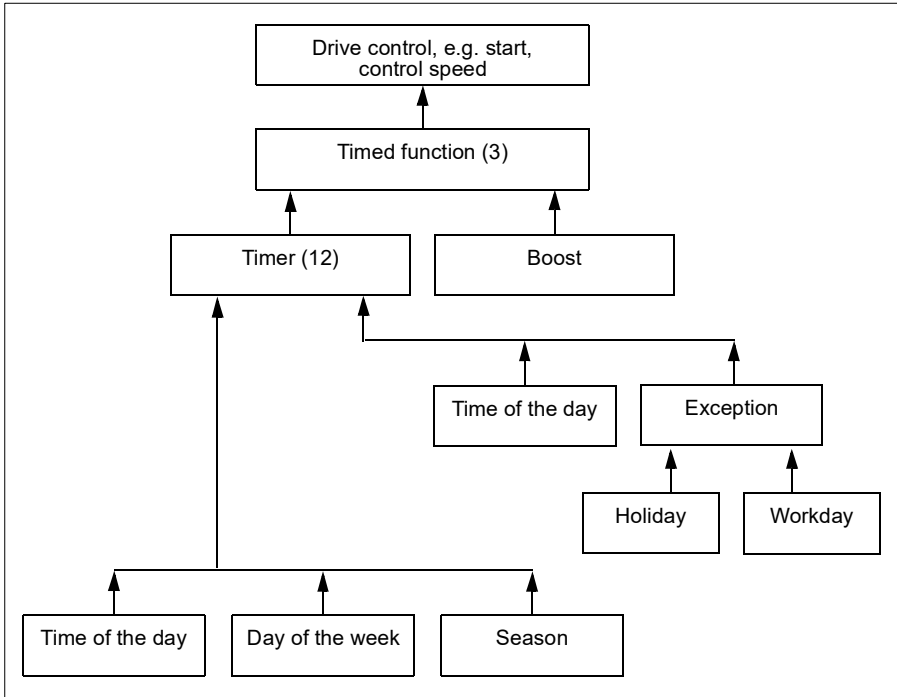 Drive control, e.g. start,
control speed
Timed function (3)
Timer (12)
Boost
Time of the day
Exception
Holiday
Workday
Time of the day
Day of the week
Season